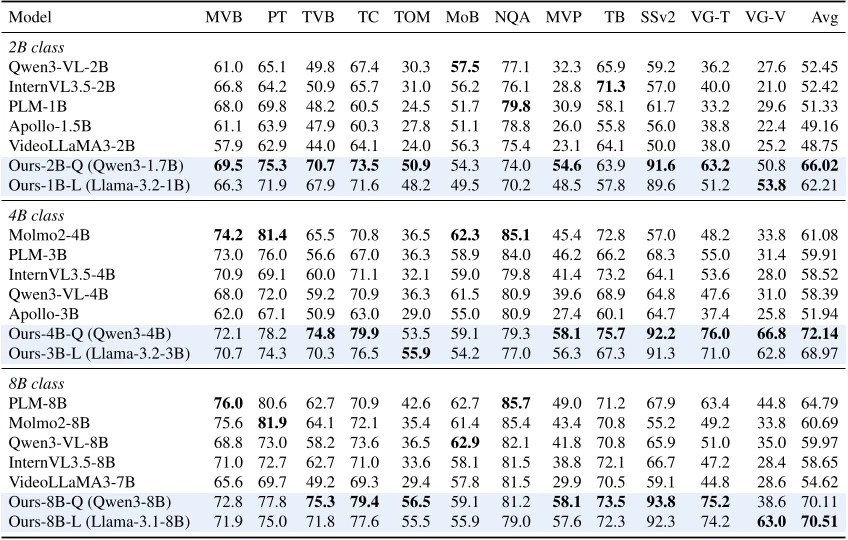 Model MVB PT TVB TC TOM MoB NQA MVP TB SSv2 VG-T VG-V Avg
2B class
Qwen3-VL-2B 61.0 65.1 49.8 67.4 30.3 57.5 77.1 32.3 65.9 59.2 36.2 27.6 52.45
InternVL3.5-2B 66.8 64.2 50.9 65.7 31.0 56.2 76.1 28.8 71.3 57.0 40.0 21.0 52.42
PLM-1B 68.0 69.8 48.2 60.5 24.5 51.7 79.8 30.9 58.1 61.7 33.2 29.6 51.33
Apollo-1.5B 61.1 63.9 47.9 60.3 27.8 51.1 78.8 26.0 55.8 56.0 38.8 22.4 49.16
VideoLLaMA3-2B 57.9 62.9 44.0 64.1 24.0 56.3 75.4 23.1 64.1 50.0 38.0 25.2 48.75
Ours-2B-Q (Qwen3-1.7B) 69.5 75.3 70.7 73.5 50.9 54.3 74.0 54.6 63.9 91.6 63.2 50.8 66.02
Ours-1B-L (Llama-3.2-1B) 66.3 71.9 67.9 71.6 48.2 49.5 70.2 48.5 57.8 89.6 51.2 53.8 62.21
4B class
Molmo2-4B 74.2 81.4 65.5 70.8 36.5 62.3 85.1 45.4 72.8 57.0 48.2 33.8 61.08
PLM-3B 73.0 76.0 56.6 67.0 36.3 58.9 84.0 46.2 66.2 68.3 55.0 31.4 59.91
InternVL3.5-4B 70.9 69.1 60.0 71.1 32.1 59.0 79.8 41.4 73.2 64.1 53.6 28.0 58.52
Qwen3-VL-4B 68.0 72.0 59.2 70.9 36.3 61.5 80.9 39.6 68.9 64.8 47.6 31.0 58.39
Apollo-3B 62.0 67.1 50.9 63.0 29.0 55.0 80.9 27.4 60.1 64.7 37.4 25.8 51.94
Ours-4B-Q (Qwen3-4B) 72.1 78.2 74.8 79.9 53.5 59.1 79.3 58.1 75.7 92.2 76.0 66.8 72.14
Ours-3B-L (Llama-3.2-3B) 70.7 74.3 70.3 76.5 55.9 54.2 77.0 56.3 67.3 91.3 71.0 62.8 68.97
8B class
PLM-8B 76.0 80.6 62.7 70.9 42.6 62.7 85.7 49.0 71.2 67.9 63.4 44.8 64.79
Molmo2-8B 75.6 81.9 64.1 72.1 35.4 61.4 85.4 43.4 70.8 55.2 49.2 33.8 60.69
Qwen3-VL-8B 68.8 73.0 58.2 73.6 36.5 62.9 82.1 41.8 70.8 65.9 51.0 35.0 59.97
InternVL3.5-8B 71.0 72.7 62.7 71.0 33.6 58.1 81.5 38.8 72.1 66.7 47.2 28.4 58.65
VideoLLaMA3-7B 65.6 69.7 49.2 69.3 29.4 57.8 81.5 29.9 70.5 59.1 44.8 28.6 54.62
Ours-8B-Q (Qwen3-8B) 72.8 77.8 75.3 79.4 56.5 59.1 81.2 58.1 73.5 93.8 75.2 38.6 70.11
Ours-8B-L (Llama-3.1-8B) 71.9 75.0 71.8 77.6 55.5 55.9 79.0 57.6 72.3 92.3 74.2 63.0 70.51